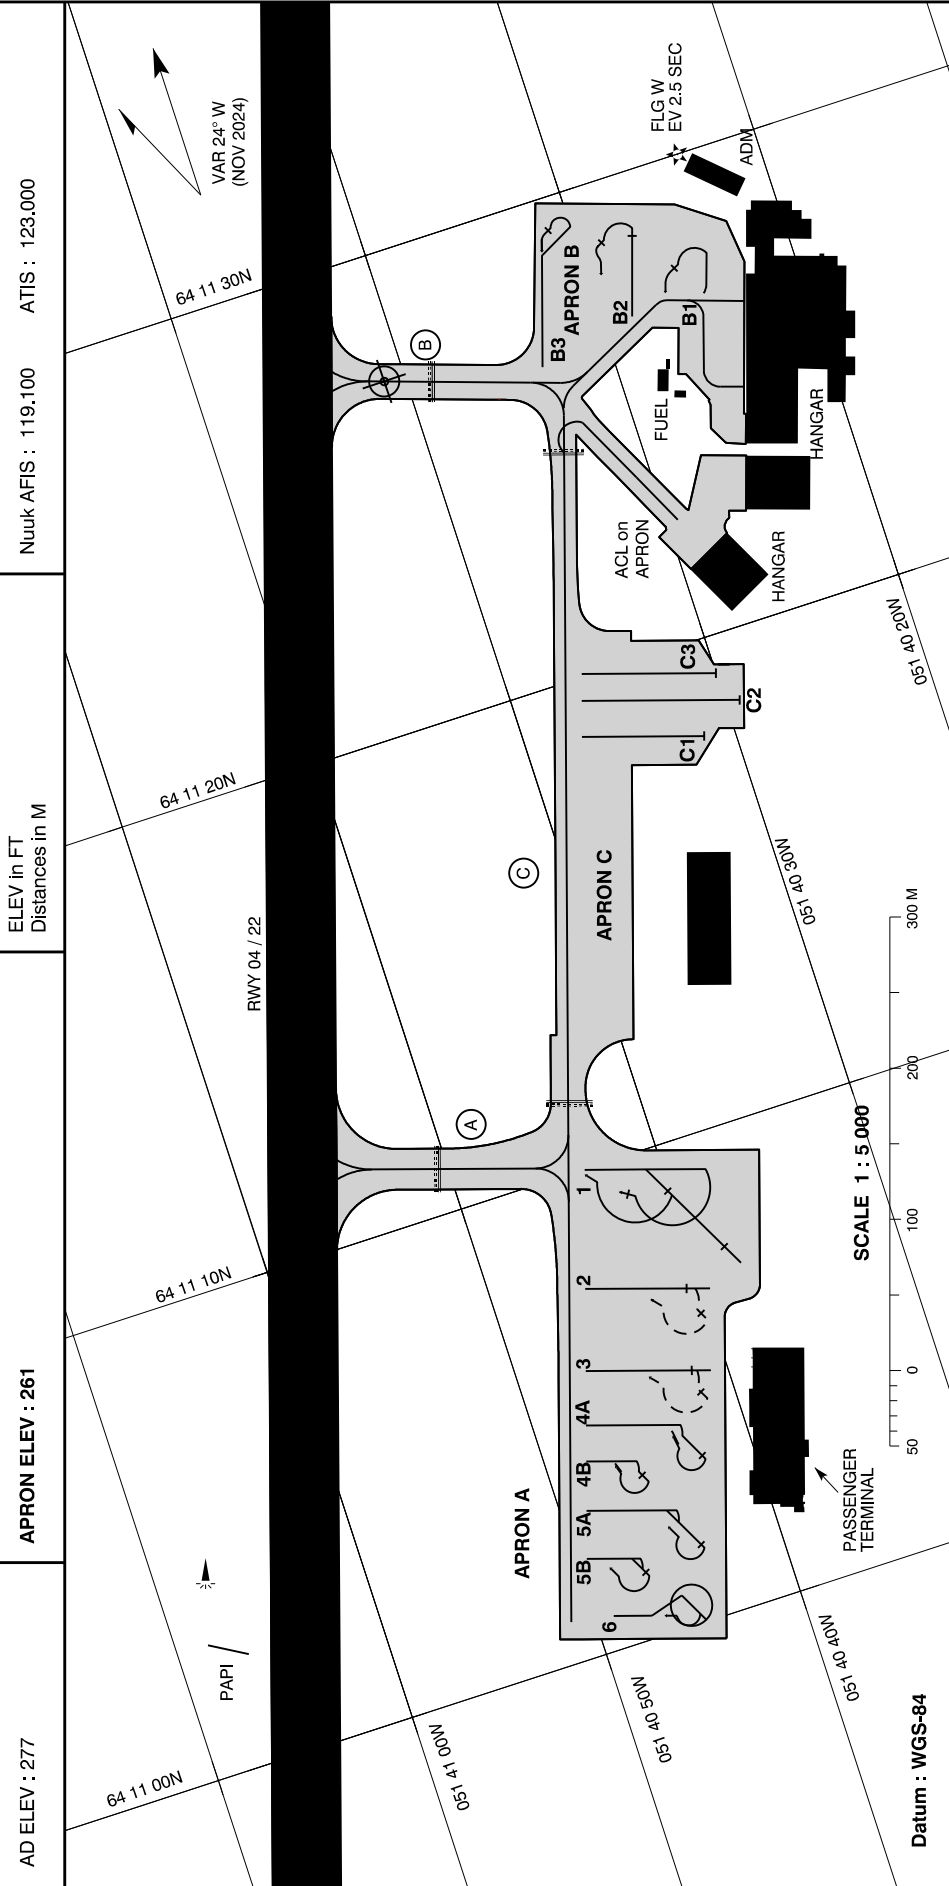 AD ELEV : 277
APRON ELEV : 261
ELEV in FT
Distances in M
Nuuk AFIS : 119.100
ATIS : 123.000
VAR 24° W
(NOV 2024)
FLG W
EV 2.5 SEC
ADM
64 11 30N
B
B3
APRON B
B2
B1
FUEL
HANGAR
ACL on
APRON
HANGAR
051 40 20W
C3
C2
C1
64 11 20N
C
APRON C
051 40 30W
RWY 04 / 22
A
64 11 10N
1
2
3
4A
4B
5A
5B
6
APRON A
PASSENGER
TERMINAL
PAPI
64 11 00N
051 41 00W
051 40 50W
051 40 40W
SCALE 1 : 5 000
50
0
100
200
300 M
Datum : WGS-84